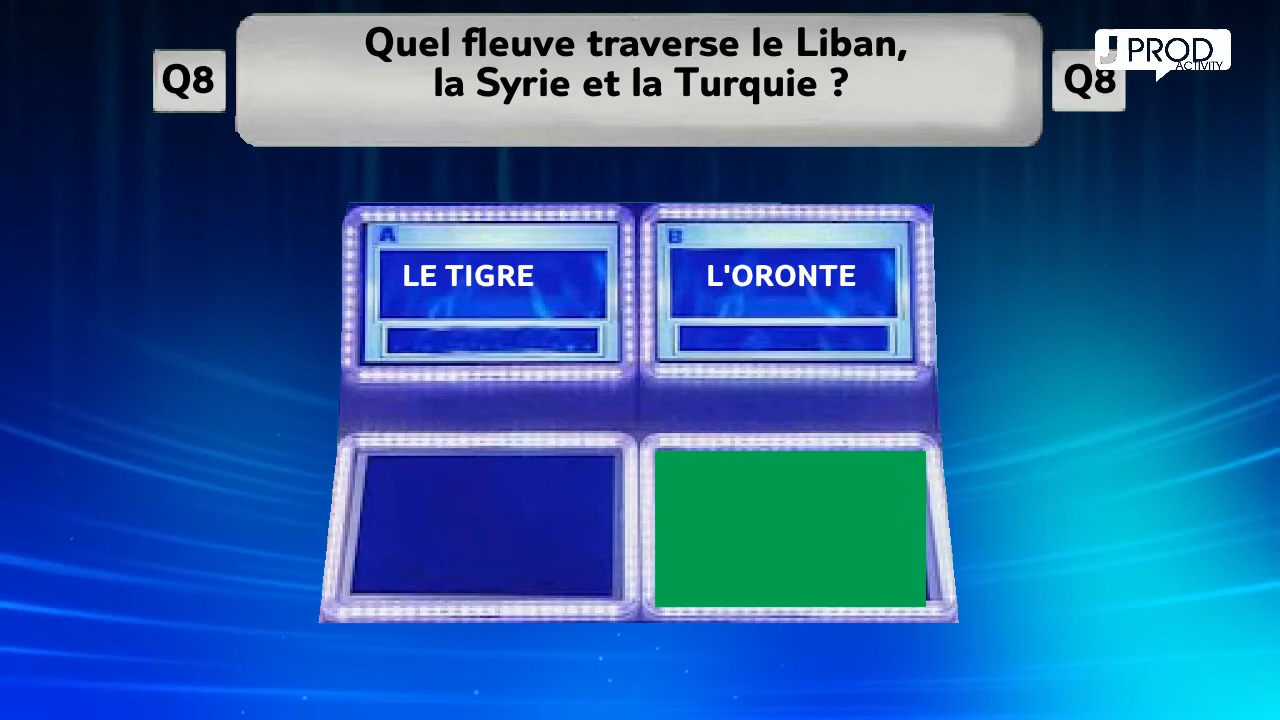 Quel fleuve traverse le Liban,
la Syrie et la Turquie ?
Q8
Q8
J PROD
ACTIVITY
A
B
LE TIGRE
L'ORONTE